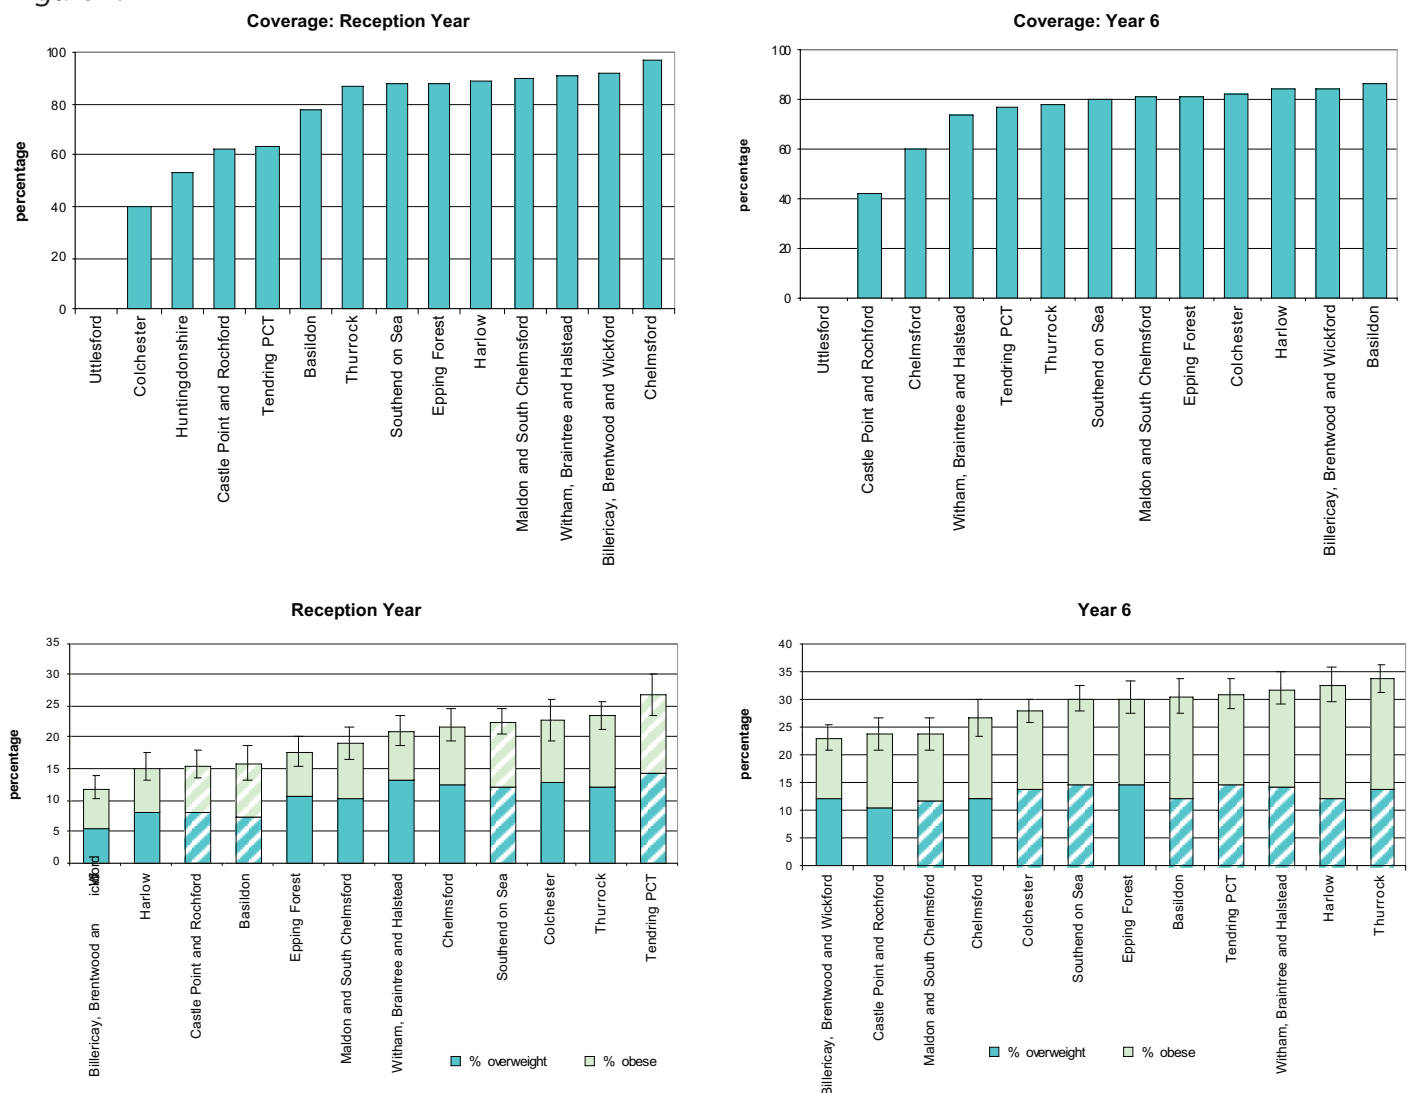 Coverage: Reception Year
percentage
100
80
60
40
20
0
Uttlesford
Colchester
Huntingdonshire
Castle Point and Rochford
Tendring PCT
Basildon
Thurrock
Southend on Sea
Epping Forest
Harlow
Maldon and South Chelmsford
Witham, Braintree and Halstead
Billericay, Brentwood and Wickford
Chelmsford
Coverage: Year 6
percentage
100
80
60
40
20
0
Uttlesford
Castle Point and Rochford
Chelmsford
Witham, Braintree and Halstead
Tendring PCT
Thurrock
Southend on Sea
Maldon and South Chelmsford
Epping Forest
Colchester
Harlow
Billericay, Brentwood and Wickford
Basildon
Reception Year
percentage
35
30
25
20
15
10
5
0
Billericay, Brentwood an ickford
Harlow
Castle Point and Rochford
Basildon
Epping Forest
Maldon and South Chelmsford
Witham, Braintree and Halstead
Chelmsford
Southend on Sea
Colchester
Thurrock
Tendring PCT
% overweight % obese
Year 6
percentage
40
35
30
25
20
15
10
5
0
Billericay, Brentwood and Wickford
Castle Point and Rochford
Maldon and South Chelmsford
Chelmsford
Colchester
Southend on Sea
Epping Forest
Basildon
Tendring PCT
Witham, Braintree and Halstead
Harlow
Thurrock
% overweight % obese